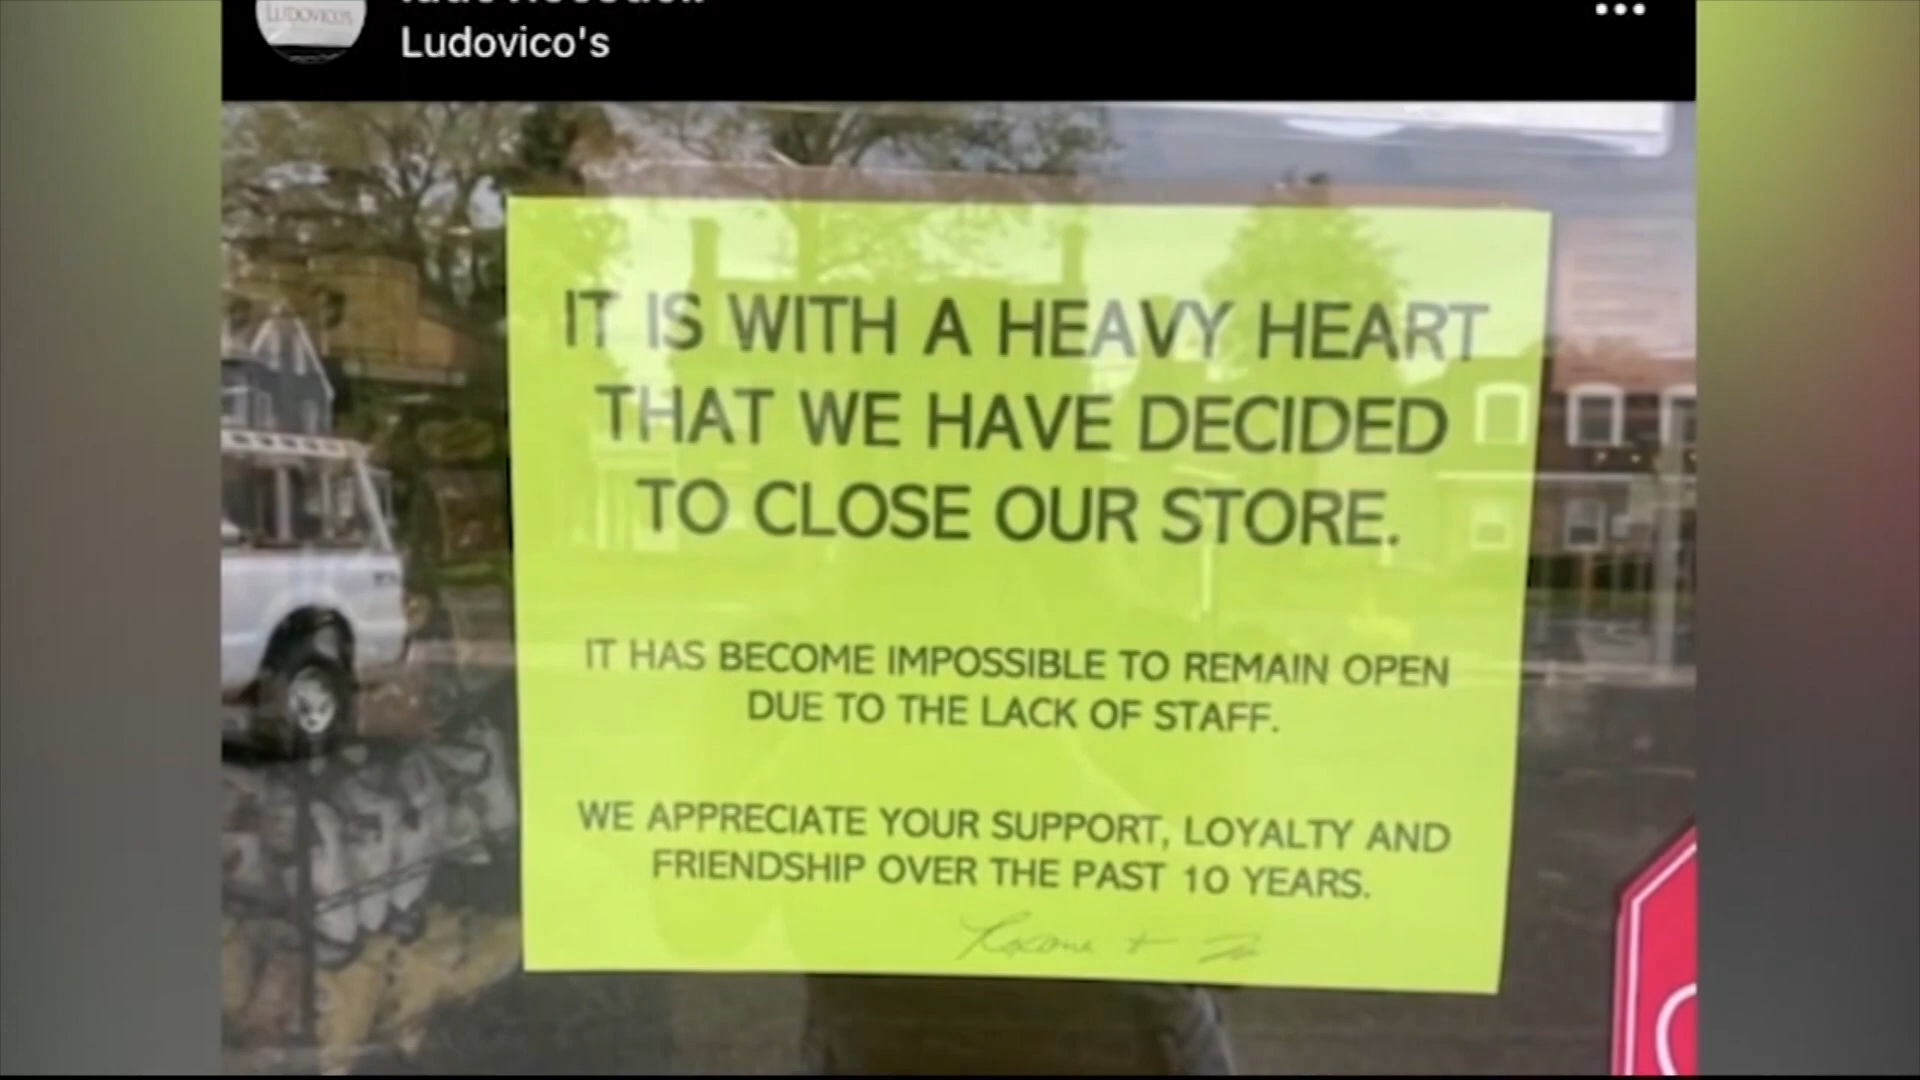 LUDOVICO'S
Ludovico's
IT IS WITH A HEAVY HEART
THAT WE HAVE DECIDED
TO CLOSE OUR STORE.
IT HAS BECOME IMPOSSIBLE TO REMAIN OPEN
DUE TO THE LACK OF STAFF.
WE APPRECIATE YOUR SUPPORT, LOYALTY AND
FRIENDSHIP OVER THE PAST 10 YEARS.
Roxane +